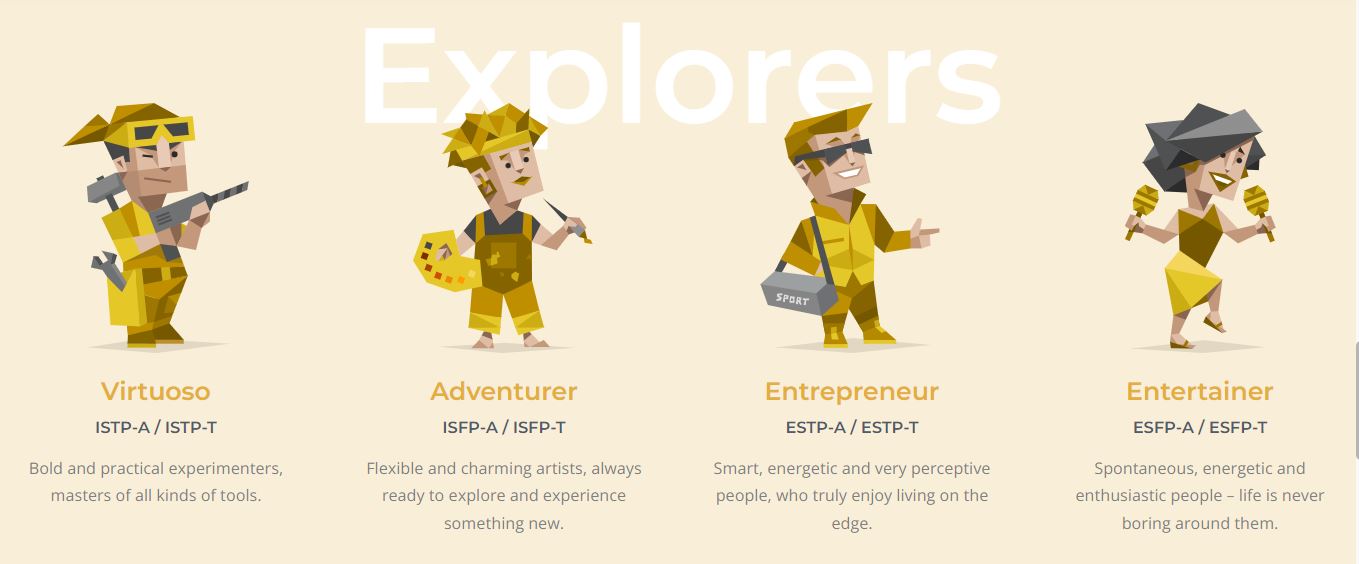 Explorers
SPORT
Virtuoso
ISTP-A / ISTP-T
Bold and practical experimenters,
masters of all kinds of tools.
Adventurer
ISFP-A / ISFP-T
Flexible and charming artists, always
ready to explore and experience
something new.
Entrepreneur
ESTP-A / ESTP-T
Smart, energetic and very perceptive
people, who truly enjoy living on the
edge.
Entertainer
ESFP-A / ESFP-T
Spontaneous, energetic and
enthusiastic people – life is never
boring around them.